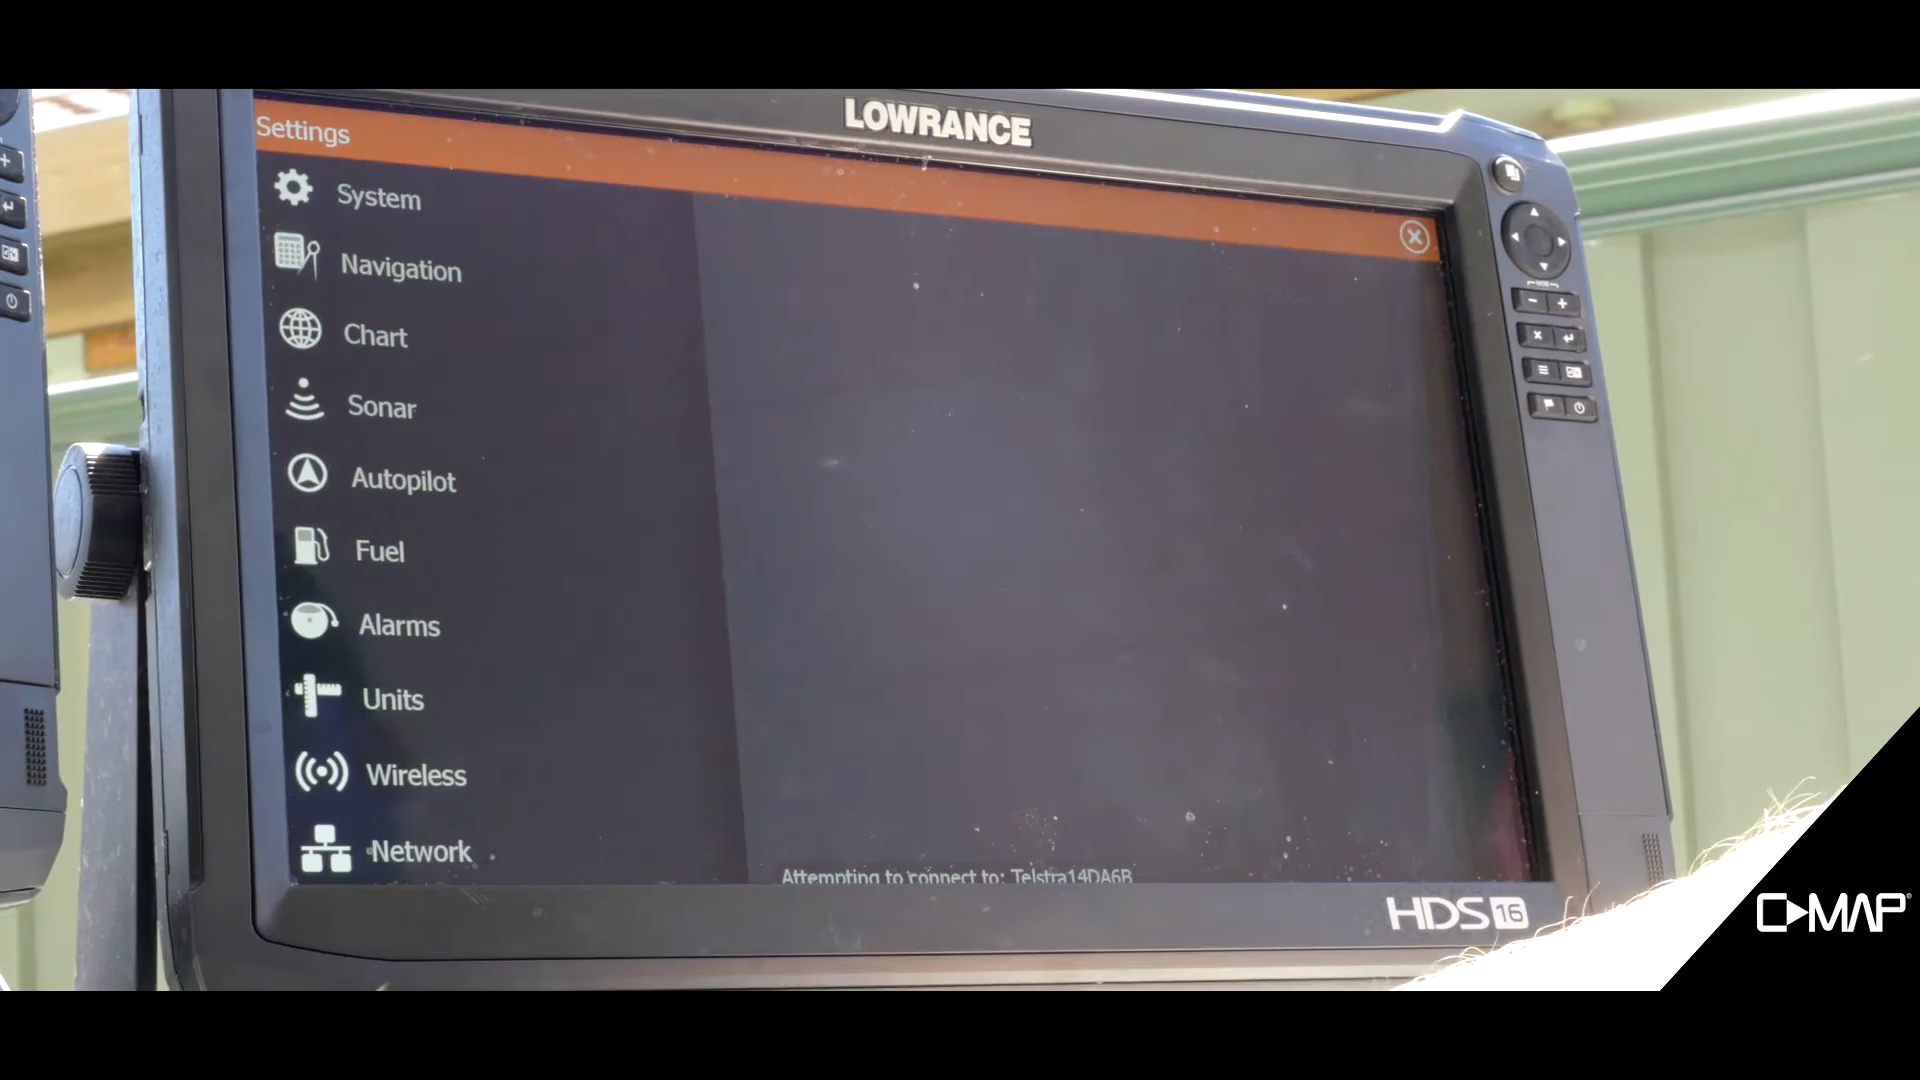 LOWRANCE
Settings
System
Navigation
Chart
Sonar
Autopilot
Fuel
Alarms
Units
Wireless
Network
Attempting to connect to: Telstra14DA6B
MOB
HDS 16
C-MAP®